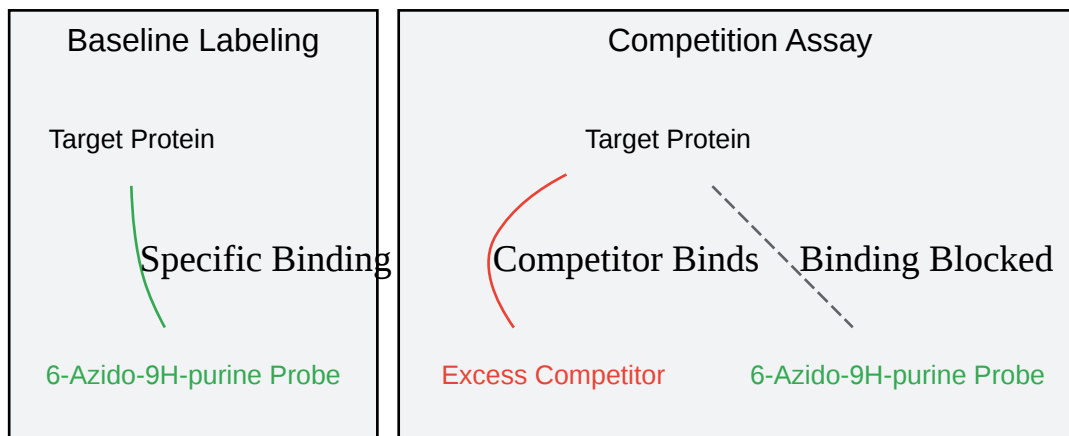 Baseline Labeling
Target Protein
Specific Binding
6-Azido-9H-purine Probe
Competition Assay
Target Protein
Competitor Binds
Binding Blocked
Excess Competitor
6-Azido-9H-purine Probe